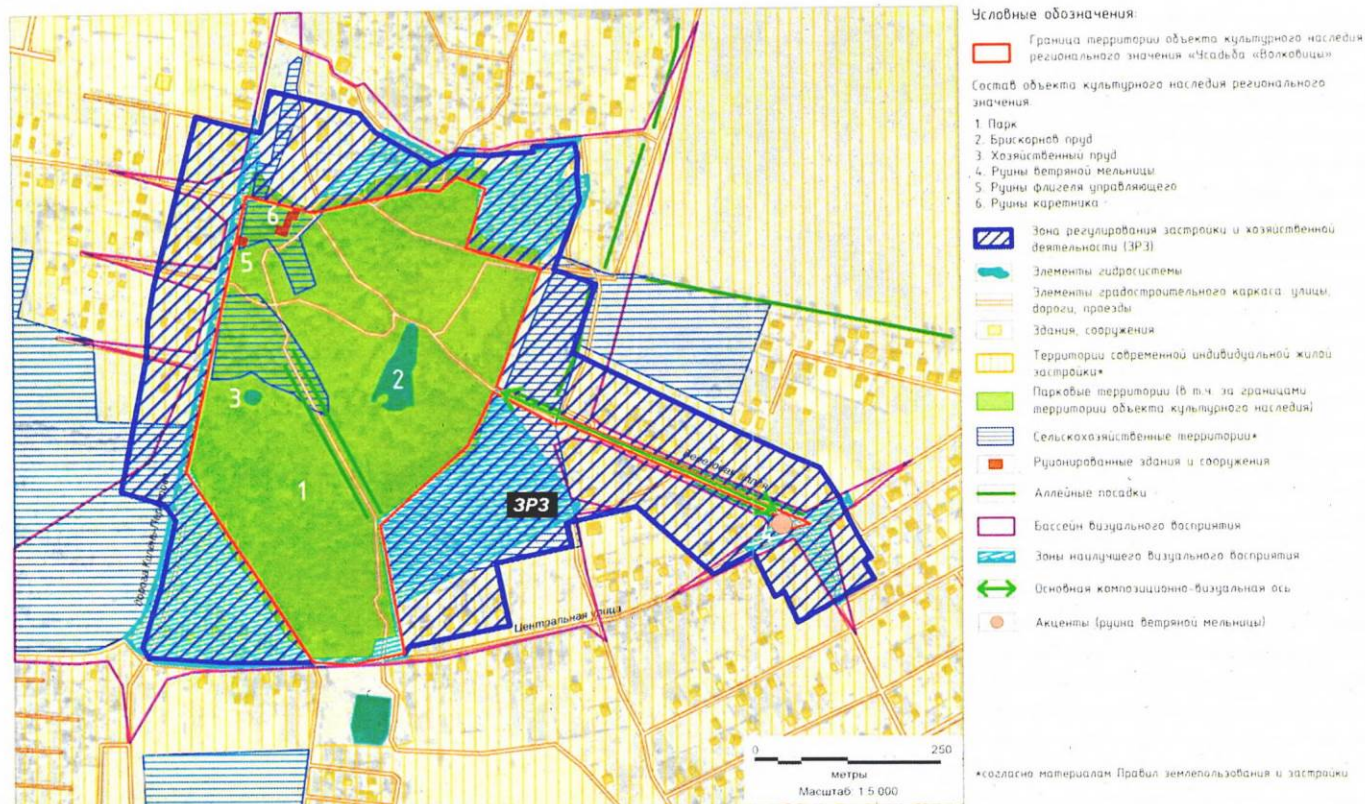 Условные обозначения:
Граница территории объекта культурного наследия
регионального значения «Усадьба «Волковицы»
Состав объекта культурного наследия регионального
значения
1. Парк
2. Брискорнов пруд
3. Хозяйственный пруд
4. Руины ветряной мельницы
5. Руины флигеля управляющего
6. Руины каретника
Зона регулирования застройки и хозяйственной
деятельности (ЗРЗ)
Элементы гидросистемы
Элементы градостроительного каркаса: улицы,
дороги, проезды
Здания, сооружения
Территории современной индивидуальной жилой
застройки*
Парковые территории (в т.ч. за границами
территории объекта культурного наследия)
Сельскохозяйственные территории*
Руинированные здания и сооружения
Аллейные посадки
Бассейн визуального восприятия
Зоны наилучшего визуального восприятия
Основная композиционно-визуальная ось
Акценты (руина ветряной мельницы)
*согласно материалам Правил землепользования и застройки
6
5
2
3
1
ЗРЗ
4
Березовая аллея
Дорога
Центральная улица
0 250
метры
Масштаб: 1:5 000